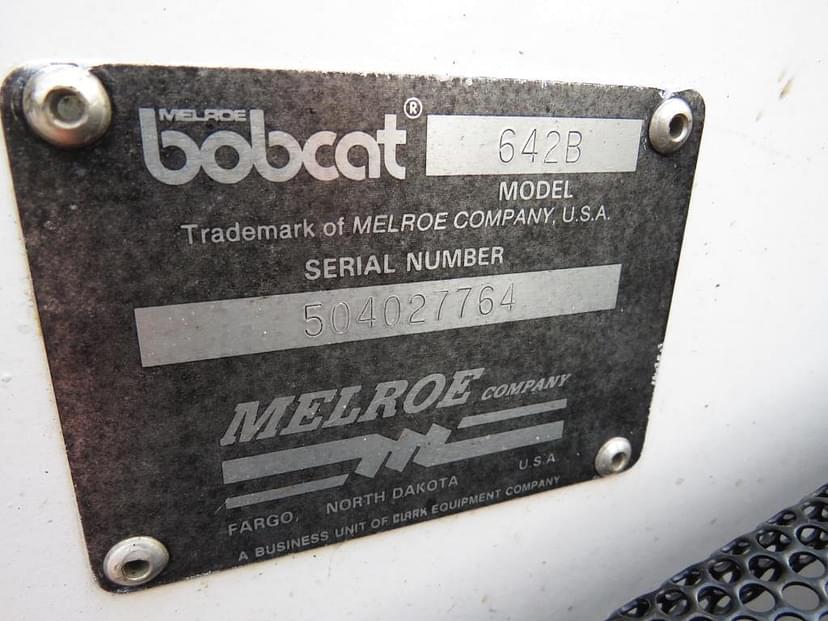 MELROE
bobcat® 642B
MODEL
Trademark of MELROE COMPANY, U.S.A.
SERIAL NUMBER
504027764
MELROE COMPANY
FARGO, NORTH DAKOTA U.S.A.
A BUSINESS UNIT OF CLARK EQUIPMENT COMPANY